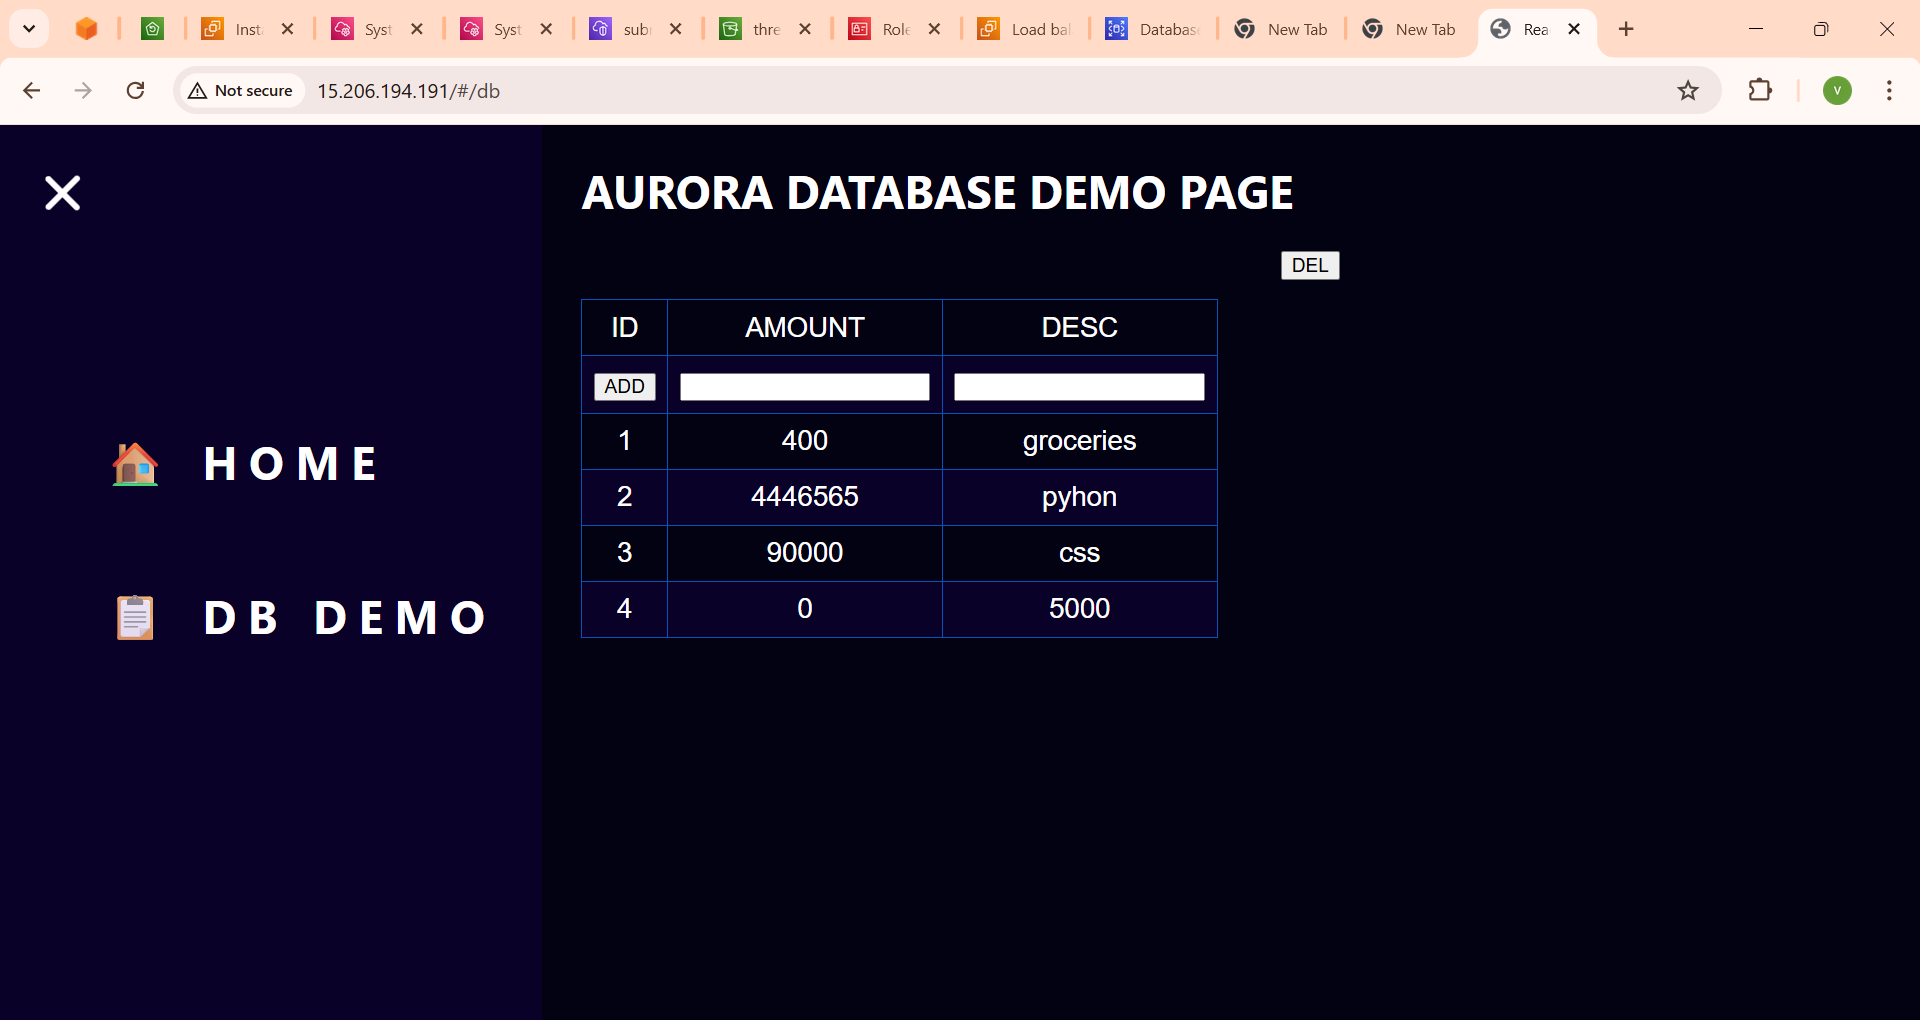 Inst
Syst
Syst
sub
thre
Role
Load bal
Databas
New Tab
New Tab
Rea
Not secure
15.206.194.191/#/db
V
AURORA DATABASE DEMO PAGE
DEL
ID AMOUNT DESC
ADD
1 400 groceries
2 4446565 pyhon
3 90000 css
4 0 5000
HOME
DB DEMO